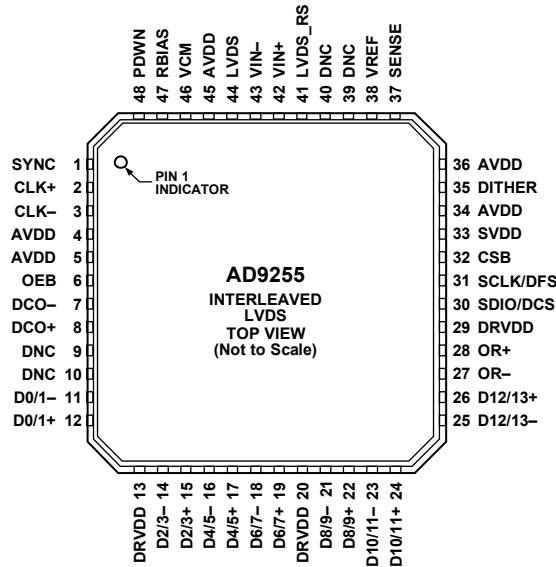 48 PDWN
47 RBIAS
46 VCM
45 AVDD
44 LVDS
43 VIN–
42 VIN+
41 LVDS_RS
40 DNC
39 DNC
38 VREF
37 SENSE
SYNC 1
CLK+ 2
CLK– 3
AVDD 4
AVDD 5
OEB 6
DCO– 7
DCO+ 8
DNC 9
DNC 10
D0/1– 11
D0/1+ 12
PIN 1
INDICATOR
AD9255
INTERLEAVED
LVDS
TOP VIEW
(Not to Scale)
36 AVDD
35 DITHER
34 AVDD
33 SVDD
32 CSB
31 SCLK/DFS
30 SDIO/DCS
29 DRVDD
28 OR+
27 OR–
26 D12/13+
25 D12/13–
DRVDD 13
D2/3– 14
D2/3+ 15
D4/5– 16
D4/5+ 17
D6/7– 18
D6/7+ 19
DRVDD 20
D8/9– 21
D8/9+ 22
D10/11– 23
D10/11+ 24